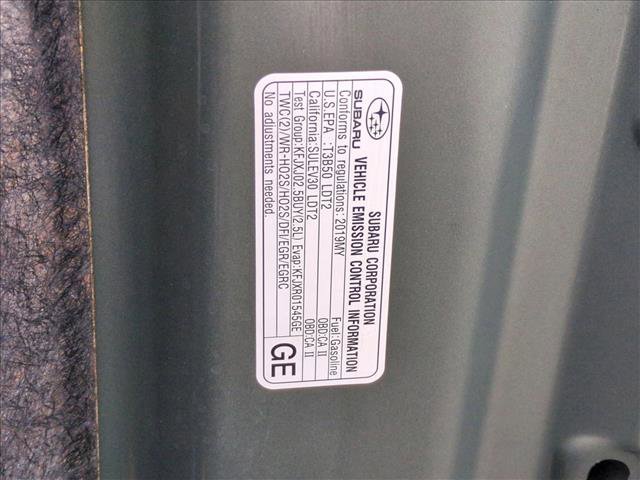 SUBARU CORPORATION
SUBARU VEHICLE EMISSION CONTROL INFORMATION
Conforms to regulations: 2019MY Fuel:Gasoline
U.S.EPA :T3B50 LDT2 OBD:CA II
California:SULEV30 LDT2 OBD:CA II
Test Group:KFJXJ02.5BUY(2.5L) Evap:KFJXR01545GE
TWC(2)/WR-HO2S/HO2S/DFI/EGR/EGRC
No adjustments needed.
GE